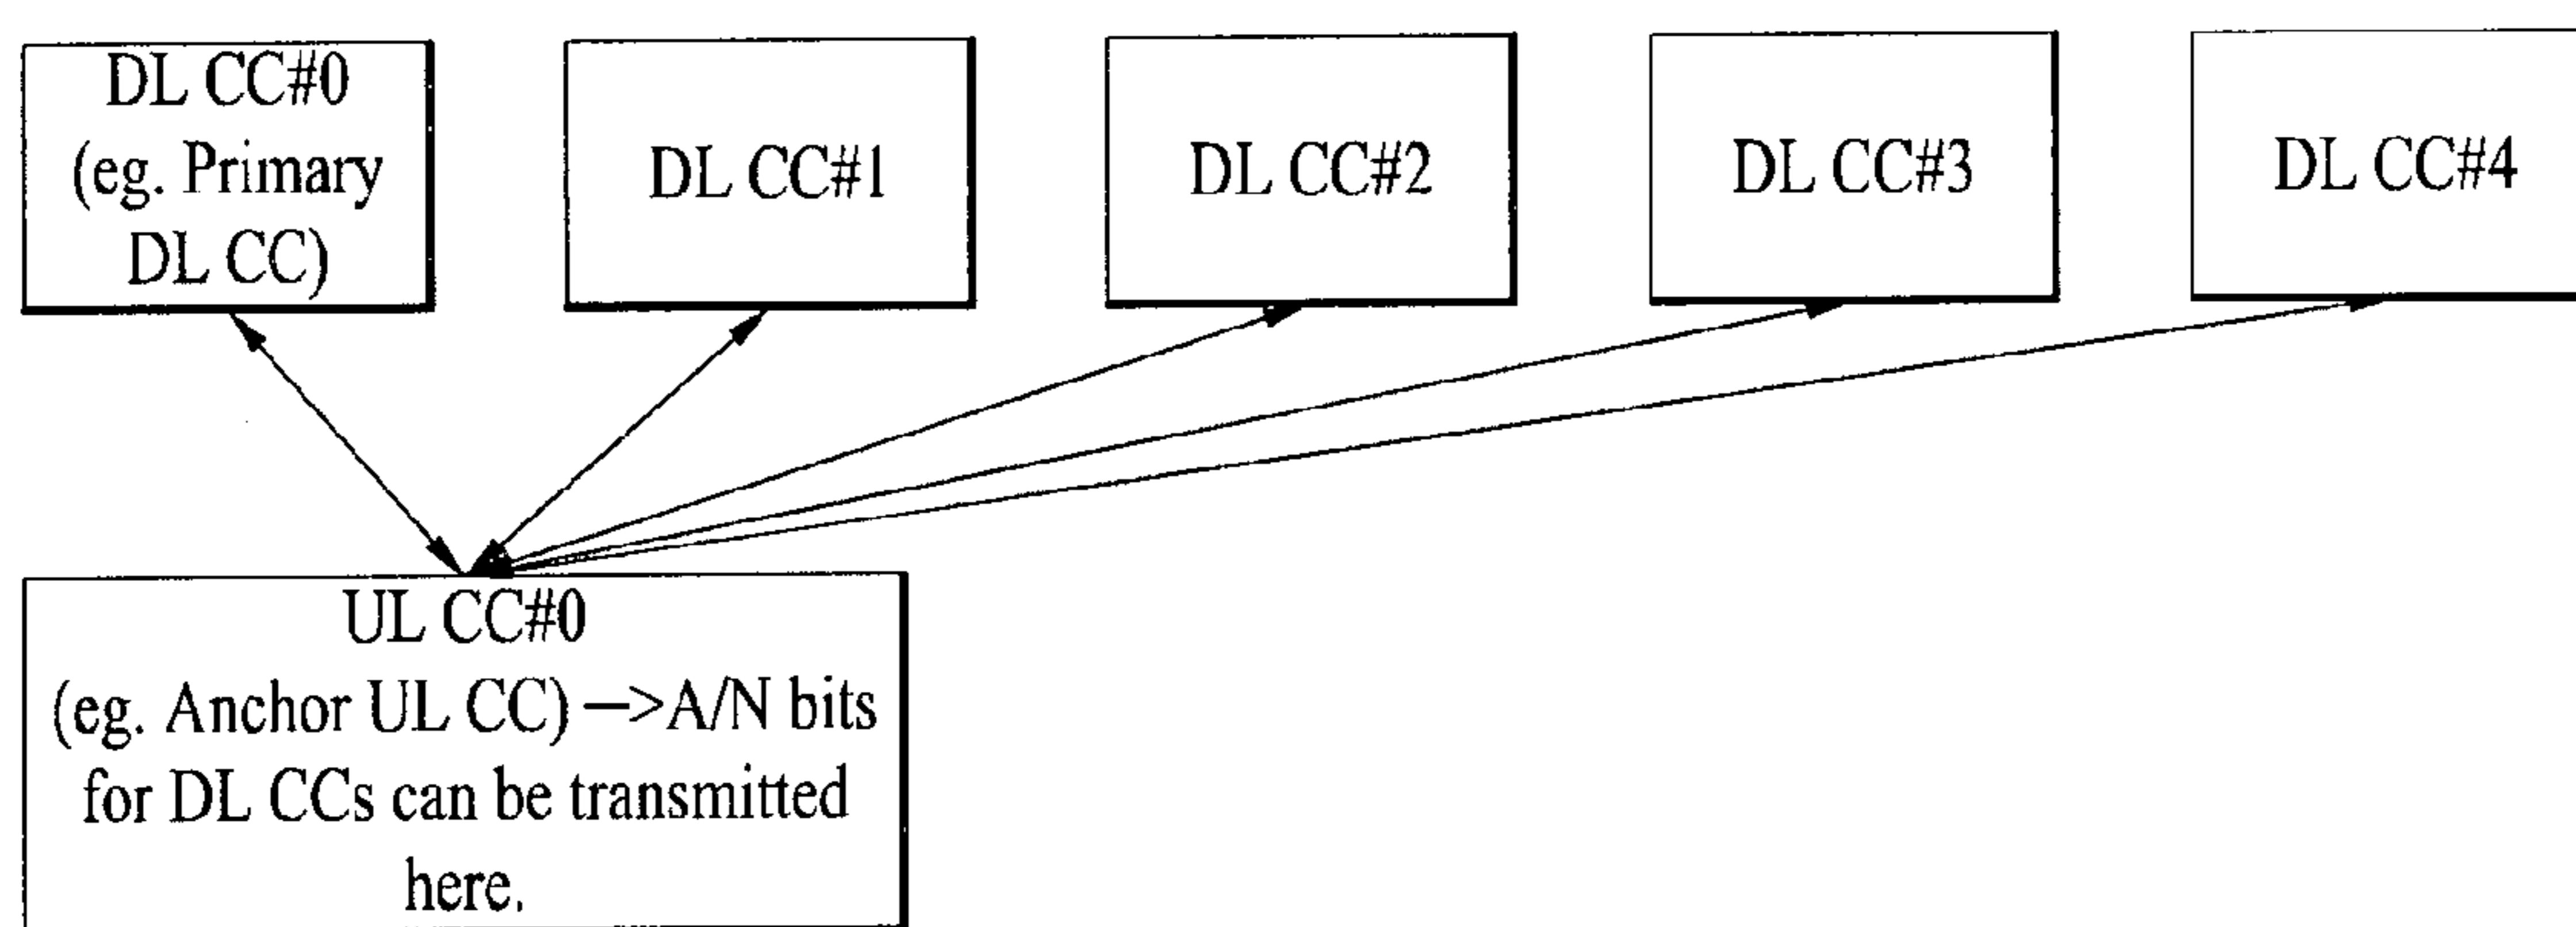 DL CC#0
(eg. Primary
DL CC)
DL CC#1
DL CC#2
DL CC#3
DL CC#4
UL CC#0
(eg. Anchor UL CC) —>A/N bits
for DL CCs can be transmitted
here.